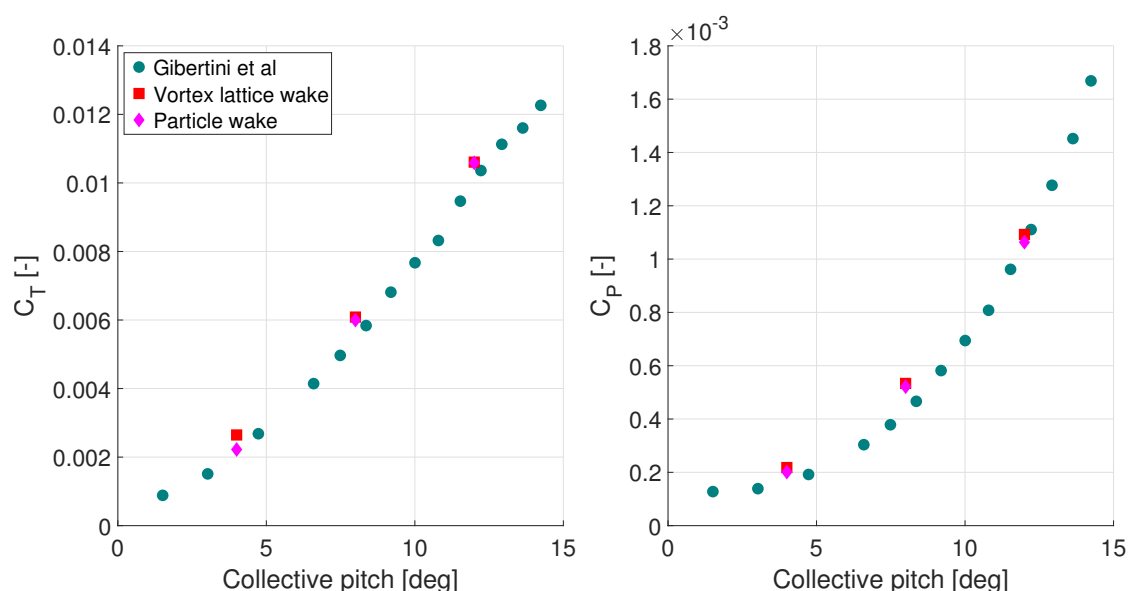 0.014
0.012
0.01
0.008
0.006
0.004
0.002
0
0 5 10 15
C_T [-]
Collective pitch [deg]
Gibertini et al
Vortex lattice wake
Particle wake
×10^-3
1.8
1.6
1.4
1.2
1
0.8
0.6
0.4
0.2
0
0 5 10 15
C_P [-]
Collective pitch [deg]